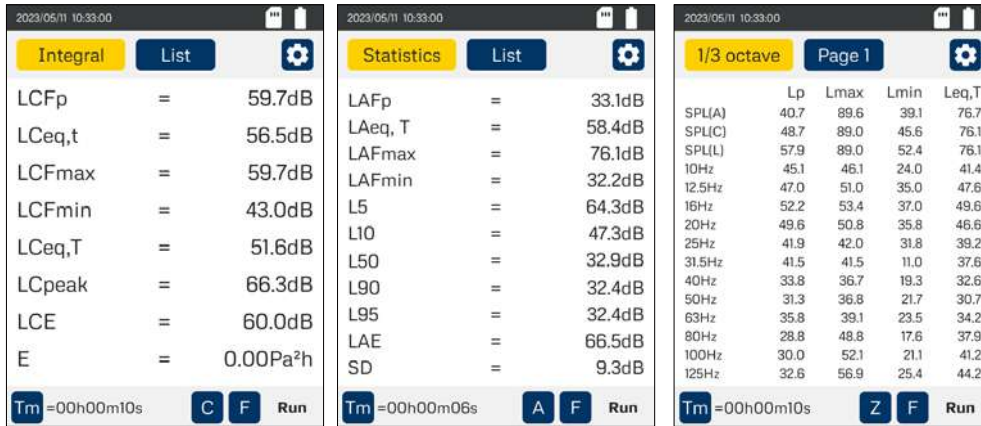 2023/05/11 10:33:00
Integral List
LCFp = 59.7dB
LCeq,t = 56.5dB
LCFmax = 59.7dB
LCFmin = 43.0dB
LCeq,T = 51.6dB
LCpeak = 66.3dB
LCE = 60.0dB
E = 0.00Pa²h
Tm =00h00m10s C F Run
2023/05/11 10:33:00
Statistics List
LAFp = 33.1dB
LAeq, T = 58.4dB
LAFmax = 76.1dB
LAFmin = 32.2dB
L5 = 64.3dB
L10 = 47.3dB
L50 = 32.9dB
L90 = 32.4dB
L95 = 32.4dB
LAE = 66.5dB
SD = 9.3dB
Tm =00h00m06s A F Run
2023/05/11 10:33:00
1/3 octave Page 1
Lp Lmax Lmin Leq,T
SPL(A) 40.7 89.6 39.1 76.7
SPL(C) 48.7 89.0 45.6 76.1
SPL(L) 57.9 89.0 52.4 76.1
10Hz 45.1 46.1 24.0 41.4
12.5Hz 47.0 51.0 35.0 47.6
16Hz 52.2 53.4 37.0 49.6
20Hz 49.6 50.8 35.8 46.6
25Hz 41.9 42.0 31.8 39.2
31.5Hz 41.5 41.5 11.0 37.6
40Hz 33.8 36.7 19.3 32.6
50Hz 31.3 36.8 21.7 30.7
63Hz 35.8 39.1 23.5 34.2
80Hz 28.8 48.8 17.6 37.9
100Hz 30.0 52.1 21.1 41.2
125Hz 32.6 56.9 25.4 44.2
Tm =00h00m10s Z F Run